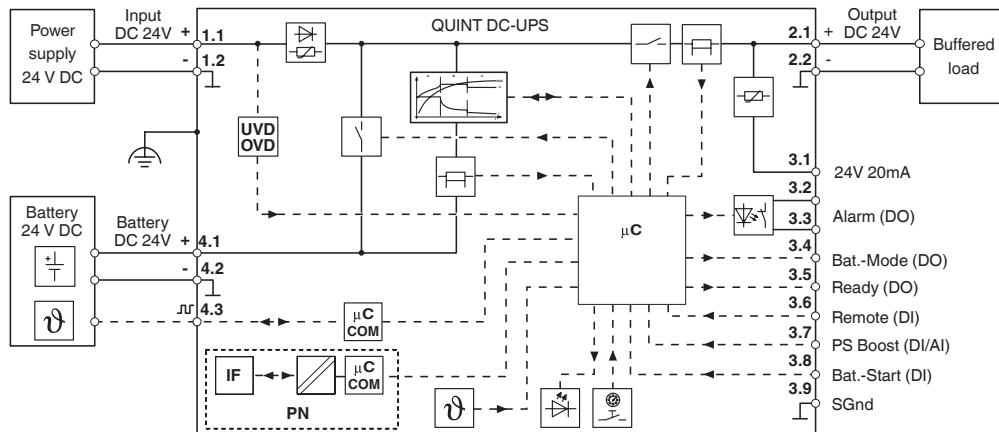 Power
supply
24 V DC
Input
DC 24V
+
-
1.1
1.2
QUINT DC-UPS
2.1
2.2
+
-
Output
DC 24V
Buffered
load
UVD
OVD
3.1
24V 20mA
3.2
3.3
Alarm (DO)
3.4
Bat.-Mode (DO)
3.5
Ready (DO)
3.6
Remote (DI)
3.7
PS Boost (DI/AI)
3.8
Bat.-Start (DI)
3.9
SGnd
µC
Battery
24 V DC
+
ϑ
Battery
DC 24V
+
-
4.1
4.2
4.3
µC
COM
IF
µC
COM
PN
ϑ